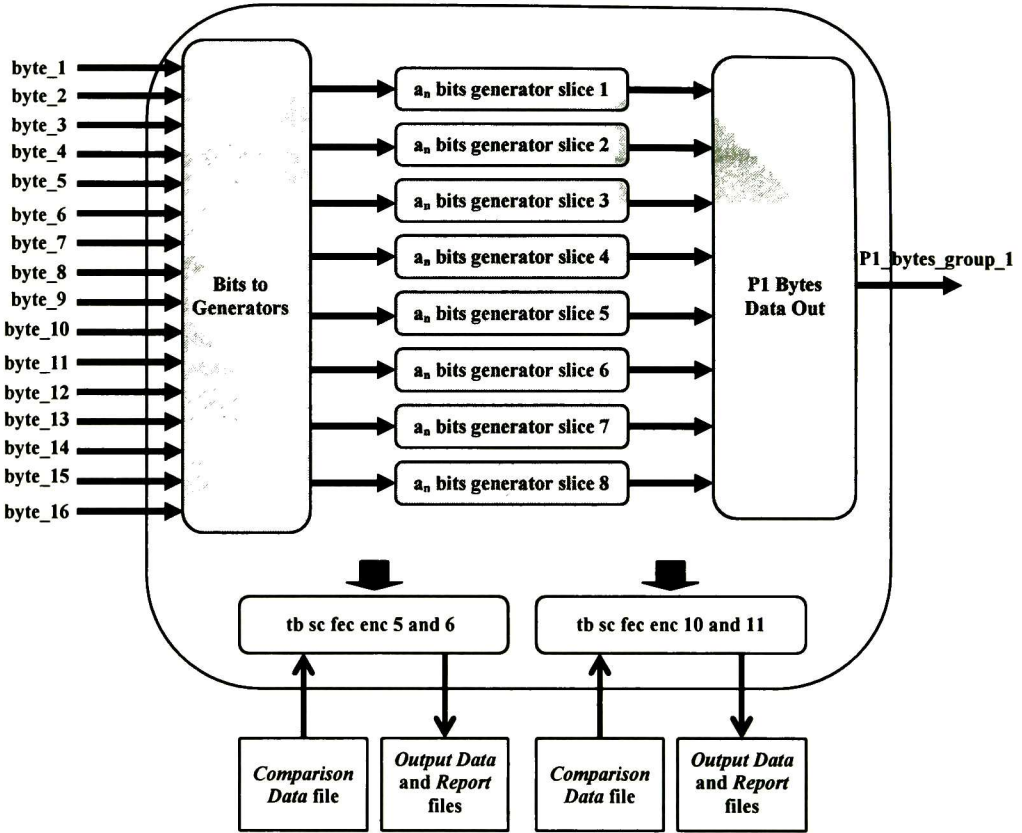 byte_1
byte_2
byte_3
byte_4
byte_5
byte_6
byte_7
byte_8
byte_9
byte_10
byte_11
byte_12
byte_13
byte_14
byte_15
byte_16
Bits to
Generators
aₙ bits generator slice 1
aₙ bits generator slice 2
aₙ bits generator slice 3
aₙ bits generator slice 4
aₙ bits generator slice 5
aₙ bits generator slice 6
aₙ bits generator slice 7
aₙ bits generator slice 8
P1 Bytes
Data Out
P1_bytes_group_1
tb sc fec enc 5 and 6
tb sc fec enc 10 and 11
Comparison
Data file
Output Data
and Report
files
Comparison
Data file
Output Data
and Report
files